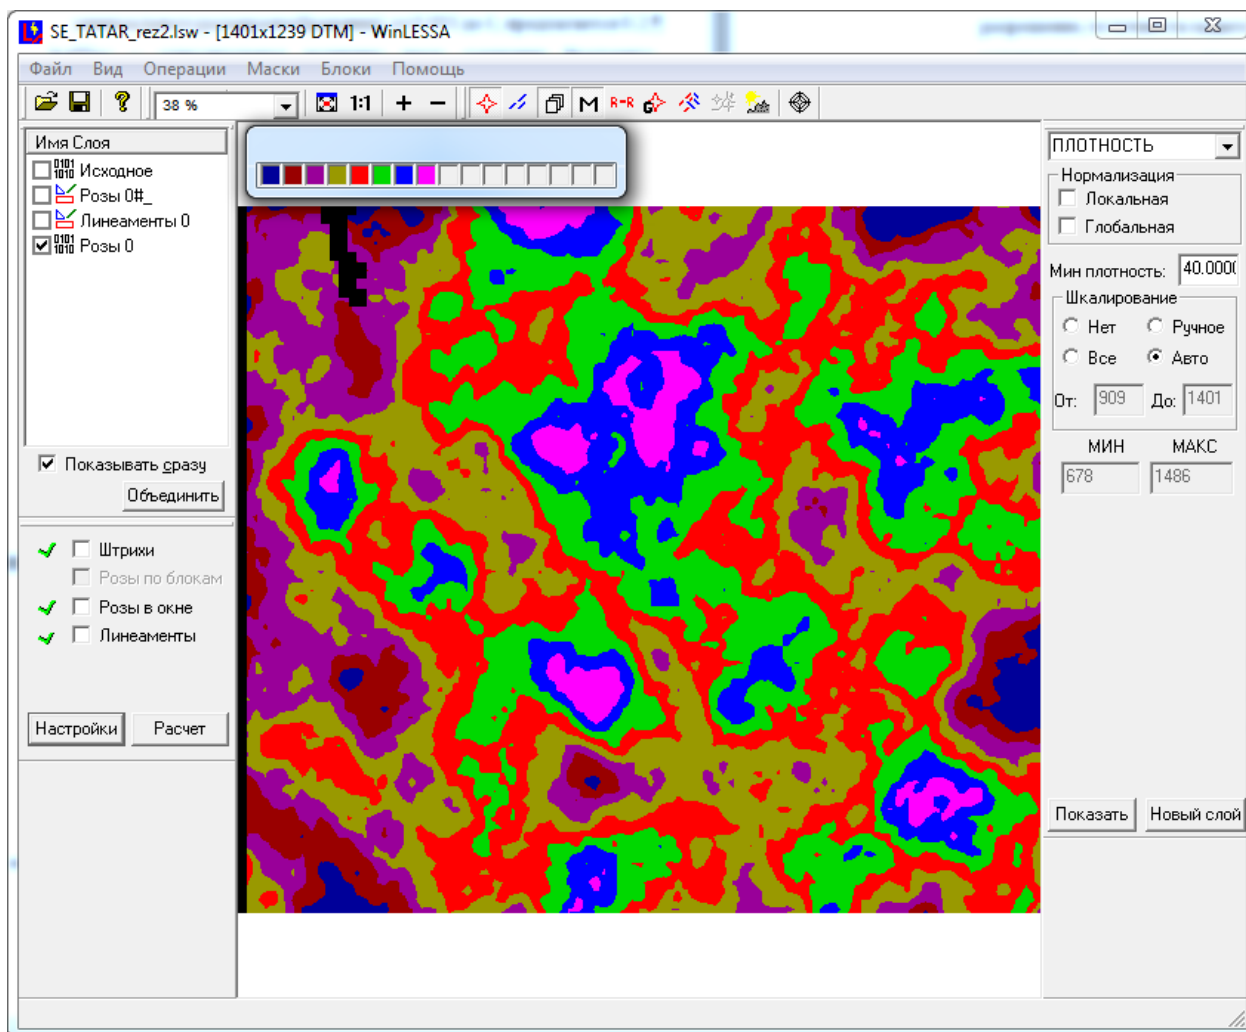 SE_TATAR_rez2.lsw - [1401x1239 DTM] - WinLESSA
Файл Вид Операции Маски Блоки Помощь
38 % 1:1 + − M R=R G
Имя Слоя
Исходное
Розы 0#_
Линеаменты 0
Розы 0
Показывать сразу
Объединить
Штрихи
Розы по блокам
Розы в окне
Линеаменты
Настройки Расчет
ПЛОТНОСТЬ
Нормализация
Локальная
Глобальная
Мин плотность: 40.000
Шкалирование
Нет Ручное
Все Авто
От: 909 До: 1401
МИН МАКС
678 1486
Показать Новый слой